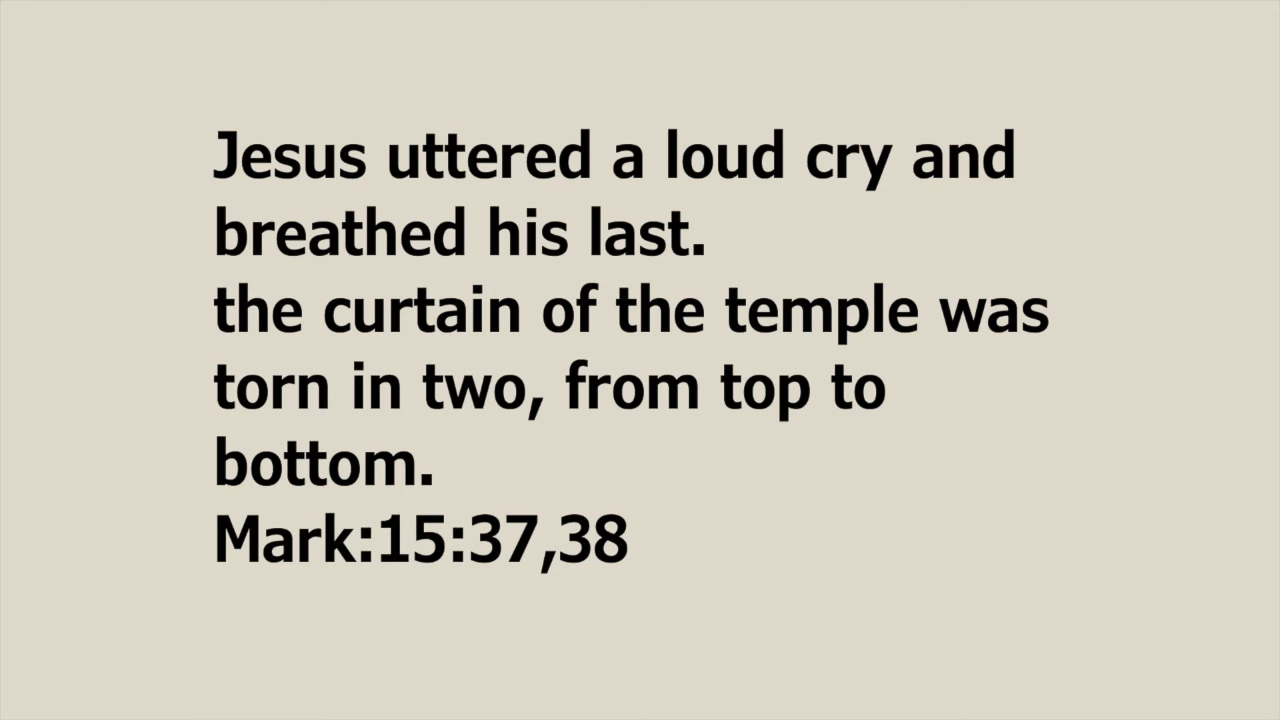 Jesus uttered a loud cry and
breathed his last.
the curtain of the temple was
torn in two, from top to
bottom.
Mark:15:37,38